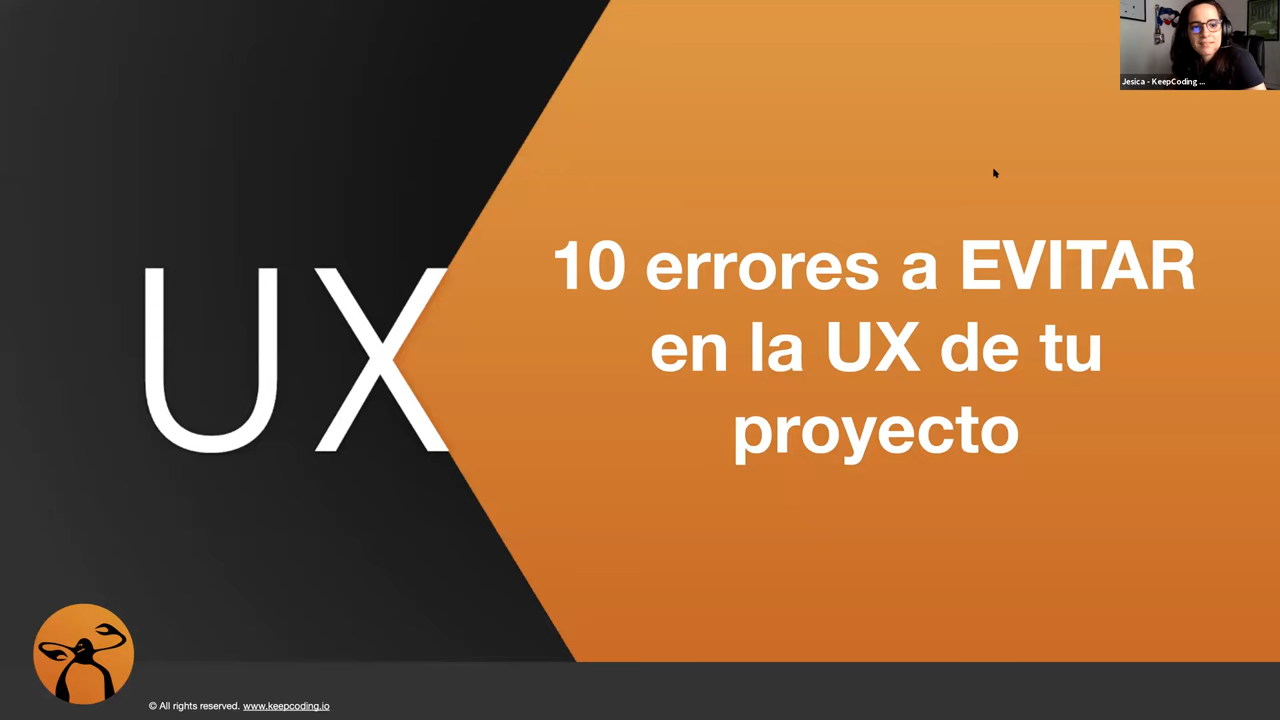 Jesica - KeepCoding ...
UX
10 errores a EVITAR
en la UX de tu
proyecto
© All rights reserved. www.keepcoding.io